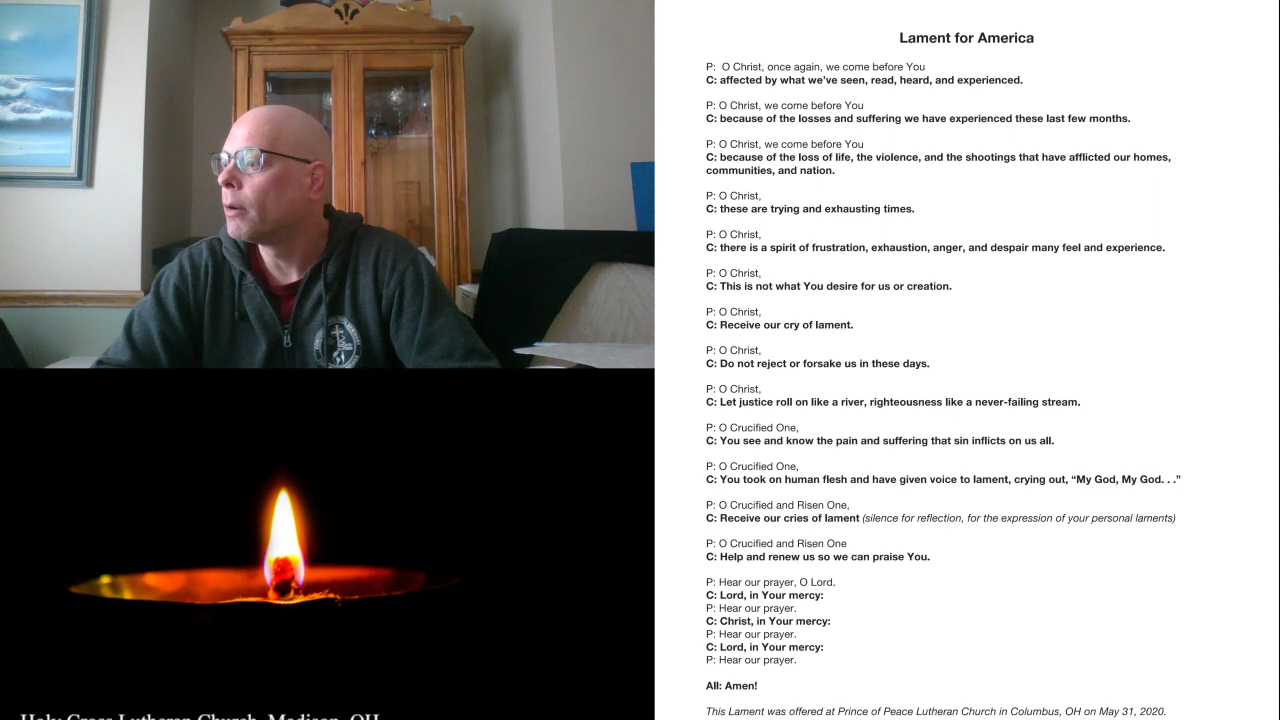 Lament for America
P:  O Christ, once again, we come before You
C: affected by what we’ve seen, read, heard, and experienced.
P: O Christ, we come before You
C: because of the losses and suffering we have experienced these last few months.
P: O Christ, we come before You
C: because of the loss of life, the violence, and the shootings that have afflicted our homes,
communities, and nation.
P: O Christ,
C: these are trying and exhausting times.
P: O Christ,
C: there is a spirit of frustration, exhaustion, anger, and despair many feel and experience.
P: O Christ,
C: This is not what You desire for us or creation.
P: O Christ,
C: Receive our cry of lament.
P: O Christ,
C: Do not reject or forsake us in these days.
P: O Christ,
C: Let justice roll on like a river, righteousness like a never-failing stream.
P: O Crucified One,
C: You see and know the pain and suffering that sin inflicts on us all.
P: O Crucified One,
C: You took on human flesh and have given voice to lament, crying out, “My God, My God. . .”
P: O Crucified and Risen One,
C: Receive our cries of lament (silence for reflection, for the expression of your personal laments)
P: O Crucified and Risen One
C: Help and renew us so we can praise You.
P: Hear our prayer, O Lord.
C: Lord, in Your mercy:
P: Hear our prayer.
C: Christ, in Your mercy:
P: Hear our prayer.
C: Lord, in Your mercy:
P: Hear our prayer.
All: Amen!
This Lament was offered at Prince of Peace Lutheran Church in Columbus, OH on May 31, 2020.
Holy Cross Lutheran Church, Madison, OH